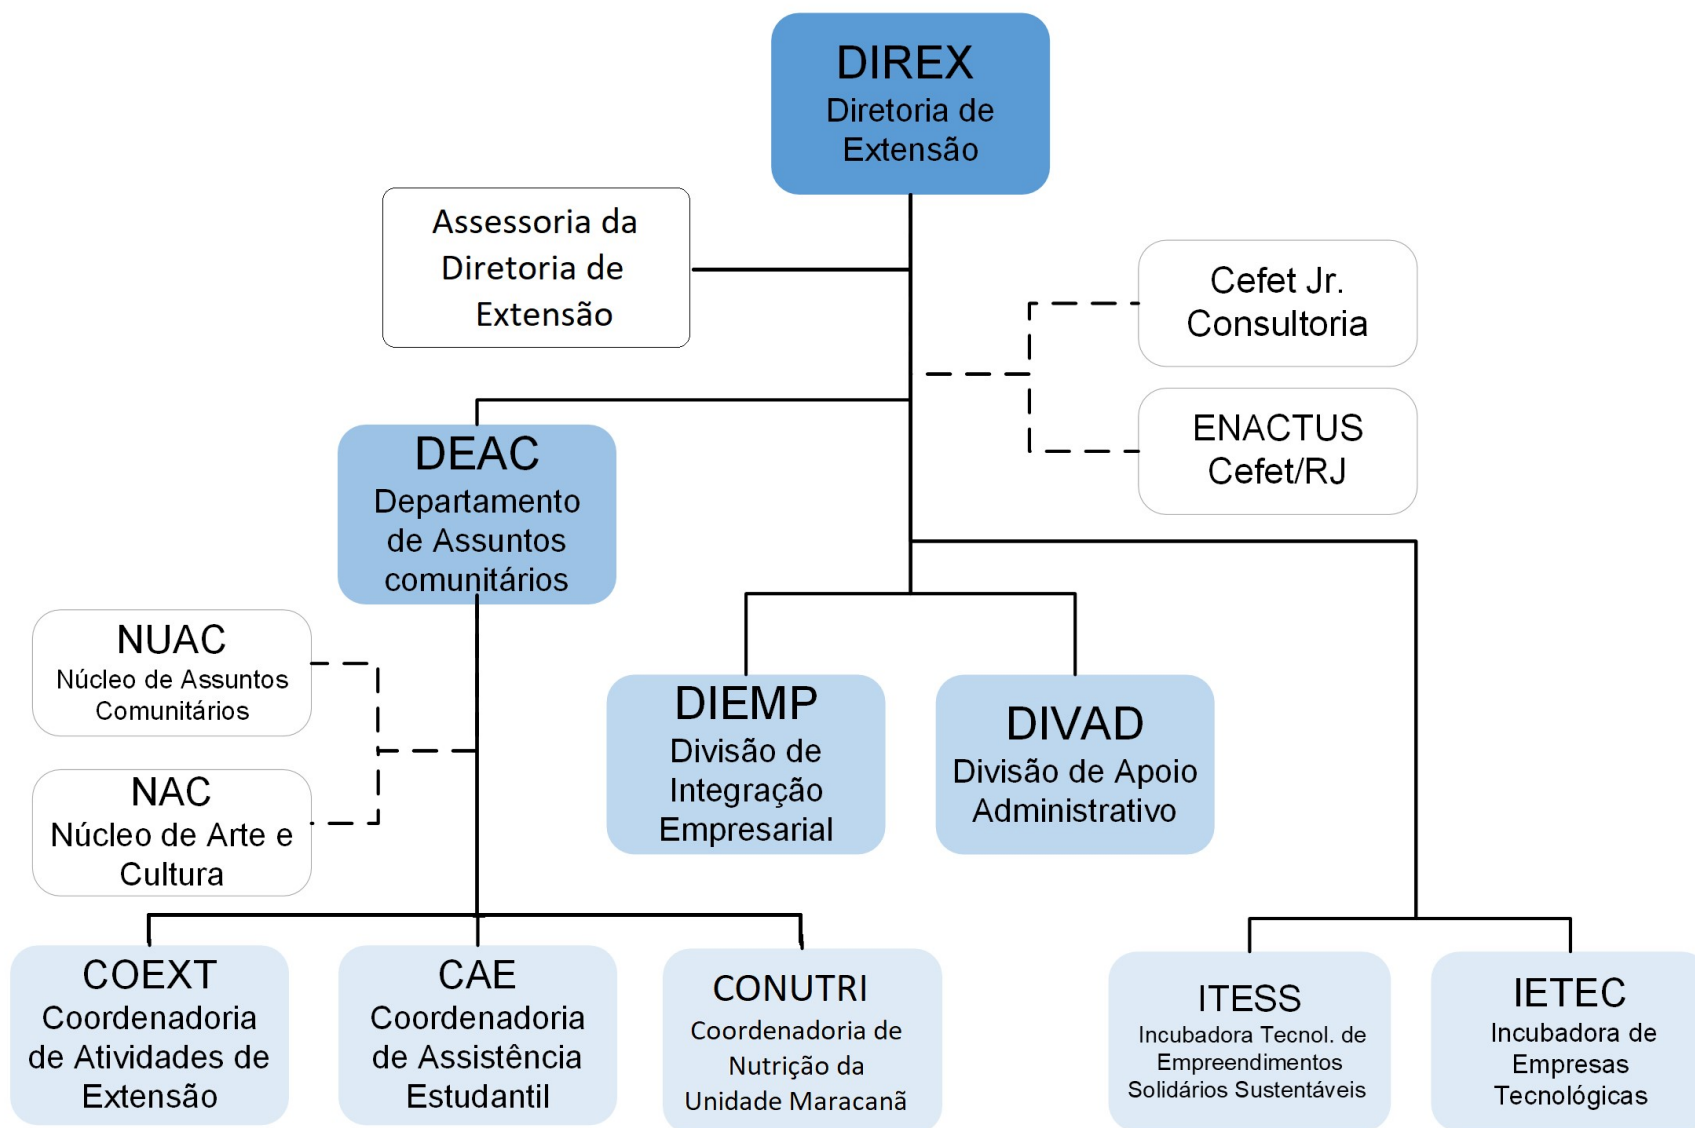 DIREX
Diretoria de
Extensão
Assessoria da
Diretoria de
Extensão
Cefet Jr.
Consultoria
ENACTUS
Cefet/RJ
DEAC
Departamento
de Assuntos
comunitários
NUAC
Núcleo de Assuntos
Comunitários
NAC
Núcleo de Arte e
Cultura
DIEMP
Divisão de
Integração
Empresarial
DIVAD
Divisão de Apoio
Administrativo
COEXT
Coordenadoria
de Atividades de
Extensão
CAE
Coordenadoria
de Assistência
Estudantil
CONUTRI
Coordenadoria de
Nutrição da
Unidade Maracanã
ITESS
Incubadora Tecnol. de
Empreendimentos
Solidários Sustentáveis
IETEC
Incubadora de
Empresas
Tecnológicas